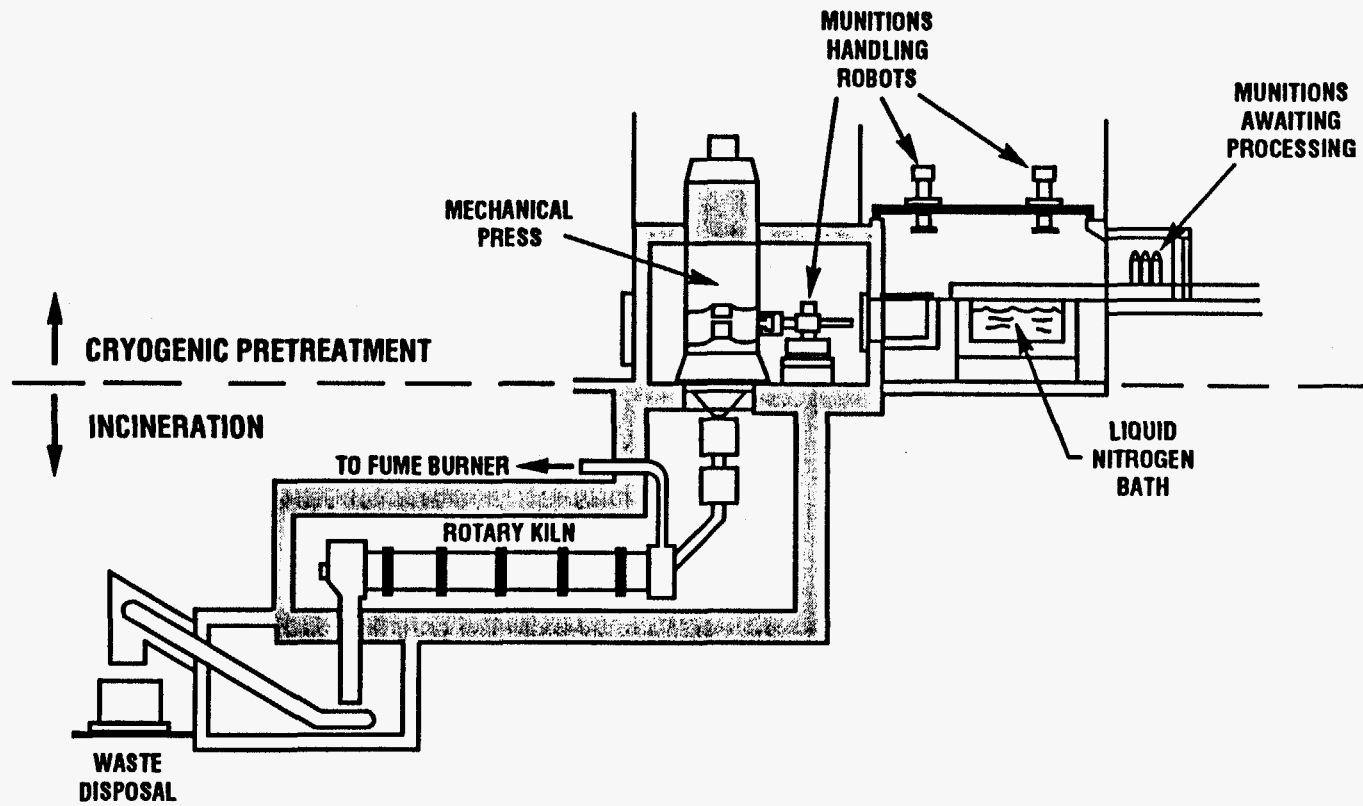 MUNITIONS
HANDLING
ROBOTS
MUNITIONS
AWAITING
PROCESSING
MECHANICAL
PRESS
CRYOGENIC PRETREATMENT
INCINERATION
LIQUID
NITROGEN
BATH
TO FUME BURNER
ROTARY KILN
WASTE
DISPOSAL